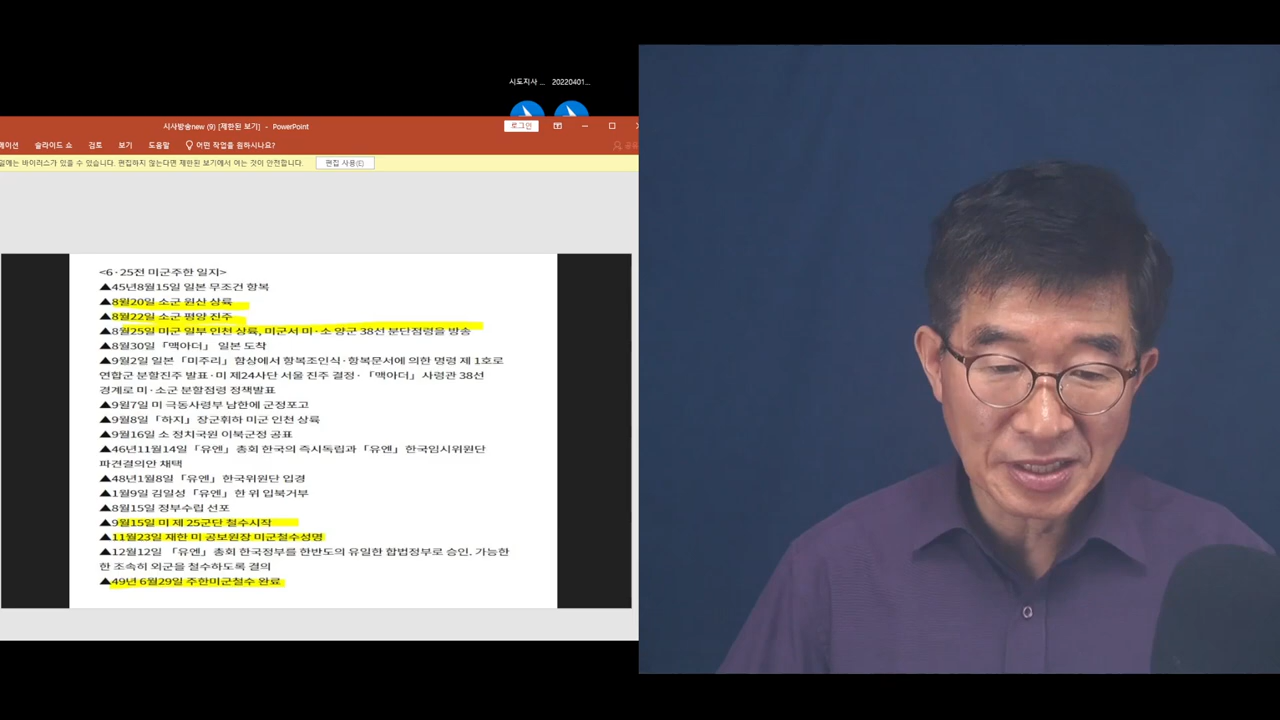 시도지사 ... 20220401...
시사방송new (9) [제한된 보기] - PowerPoint
로그인
슬라이드 쇼 검토 보기 도움말 어떤 작업을 원하시나요?
바이러스가 있을 수 있습니다. 편집하지 않는다면 제한된 보기에서 여는 것이 안전합니다. 편집 사용(E)
<6·25전 미군주한 일지>
▲45년8월15일 일본 무조건 항복
▲8월20일 소군 원산 상륙
▲8월22일 소군 평양 진주
▲8월25일 미군 일부 인천 상륙, 미군서 미·소 양군 38선 분단점령을 방송
▲8월30일「맥아더」 일본 도착
▲9월2일 일본「미주리」함상에서 항복조인식·항복문서에 의한 명령 제 1호로
연합군 분할진주 발표·미 제24사단 서울 진주 결정·「맥아더」사령관 38선
경계로 미·소군 분할점령 정책발표
▲9월7일 미 극동사령부 남한에 군정포고
▲9월8일「하지」장군휘하 미군 인천 상륙
▲9월16일 소 정치국원 이북군정 공표
▲46년11월14일「유엔」총회 한국의 즉시독립과「유엔」한국임시위원단
파견결의안 채택
▲48년1월8일「유엔」한국위원단 입경
▲1월9일 김일성「유엔」한 위 입북거부
▲8월15일 정부수립 선포
▲9월15일 미 제 25군단 철수시작
▲11월23일 재한 미 공보원장 미군철수성명
▲12월12일 「유엔」총회 한국정부를 한반도의 유일한 합법정부로 승인. 가능한
한 조속히 외군을 철수하도록 결의
▲49년 6월29일 주한미군철수 완료